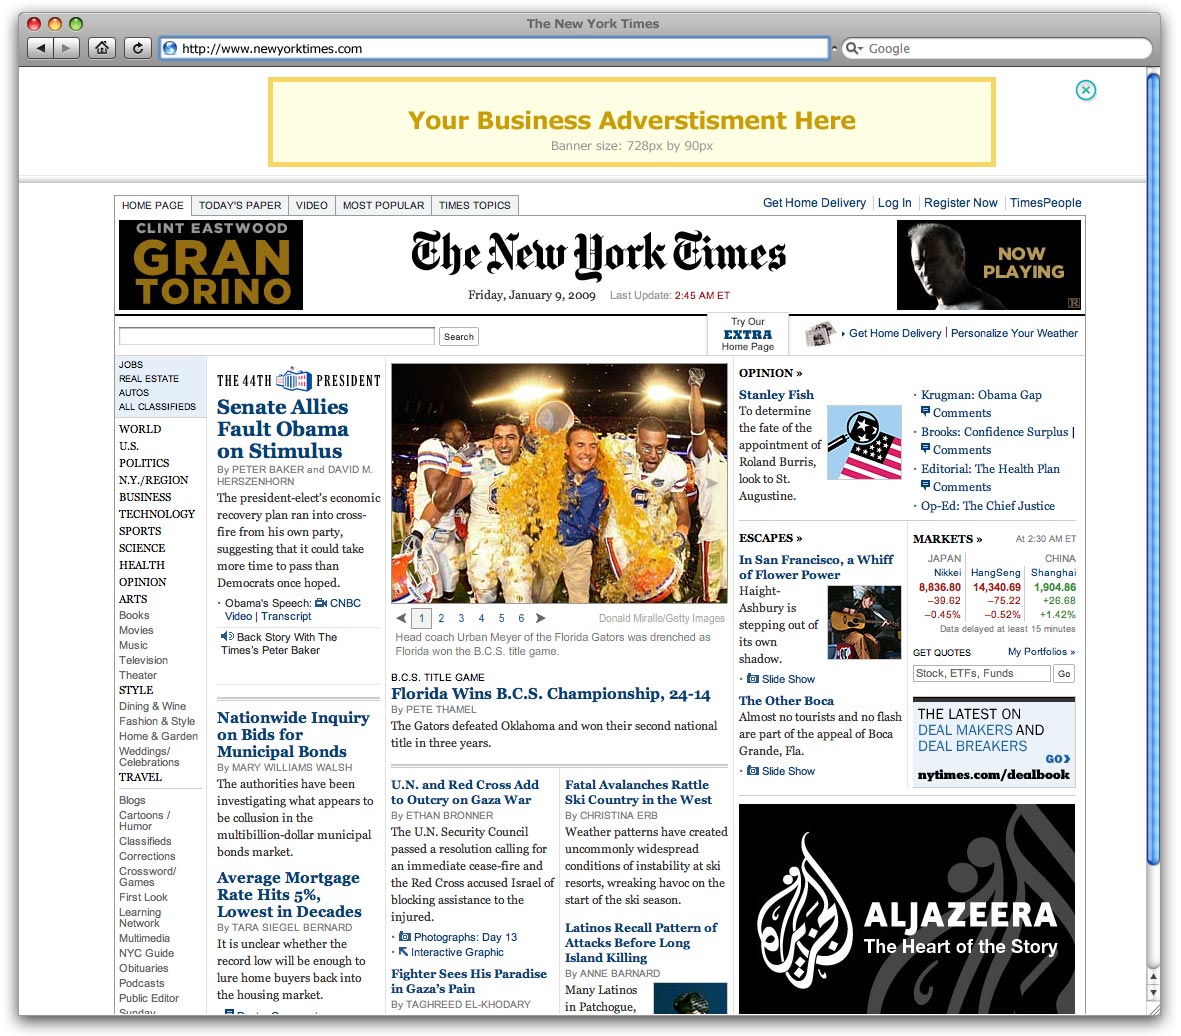 The New York Times
http://www.newyorktimes.com
Google
Your Business Adverstisment Here
Banner size: 728px by 90px
HOME PAGE
TODAY'S PAPER
VIDEO
MOST POPULAR
TIMES TOPICS
Get Home Delivery
Log In
Register Now
TimesPeople
CLINT EASTWOOD
GRAN
TORINO
The New York Times
Friday, January 9, 2009 Last Update: 2:45 AM ET
NOW
PLAYING
R
Search
Try Our
EXTRA
Home Page
Get Home Delivery | Personalize Your Weather
JOBS
REAL ESTATE
AUTOS
ALL CLASSIFIEDS
WORLD
U.S.
POLITICS
N.Y./REGION
BUSINESS
TECHNOLOGY
SPORTS
SCIENCE
HEALTH
OPINION
ARTS
Books
Movies
Music
Television
Theater
STYLE
Dining & Wine
Fashion & Style
Home & Garden
Weddings/
Celebrations
TRAVEL
Blogs
Cartoons /
Humor
Classifieds
Corrections
Crossword/
Games
First Look
Learning
Network
Multimedia
NYC Guide
Obituaries
Podcasts
Public Editor
Sunday
THE 44TH PRESIDENT
Senate Allies
Fault Obama
on Stimulus
By PETER BAKER and DAVID M.
HERSZENHORN
The president-elect's economic
recovery plan ran into cross-
fire from his own party,
suggesting that it could take
more time to pass than
Democrats once hoped.
· Obama's Speech: CNBC
Video | Transcript
Back Story With The
Times's Peter Baker
Nationwide Inquiry
on Bids for
Municipal Bonds
By MARY WILLIAMS WALSH
The authorities have been
investigating what appears to
be collusion in the
multibillion-dollar municipal
bonds market.
Average Mortgage
Rate Hits 5%,
Lowest in Decades
By TARA SIEGEL BERNARD
It is unclear whether the
record low will be enough to
lure home buyers back into
the housing market.
1 2 3 4 5 6
Donald Miralle/Getty Images
Head coach Urban Meyer of the Florida Gators was drenched as
Florida won the B.C.S. title game.
B.C.S. TITLE GAME
Florida Wins B.C.S. Championship, 24-14
By PETE THAMEL
The Gators defeated Oklahoma and won their second national
title in three years.
U.N. and Red Cross Add
to Outcry on Gaza War
By ETHAN BRONNER
The U.N. Security Council
passed a resolution calling for
an immediate cease-fire and
the Red Cross accused Israel of
blocking assistance to the
injured.
· Photographs: Day 13
· Interactive Graphic
Fighter Sees His Paradise
in Gaza's Pain
By TAGHREED EL-KHODARY
Fatal Avalanches Rattle
Ski Country in the West
By CHRISTINA ERB
Weather patterns have created
uncommonly widespread
conditions of instability at ski
resorts, wreaking havoc on the
start of the ski season.
Latinos Recall Pattern of
Attacks Before Long
Island Killing
By ANNE BARNARD
Many Latinos
in Patchogue,
OPINION »
Stanley Fish
To determine
the fate of the
appointment of
Roland Burris,
look to St.
Augustine.
· Krugman: Obama Gap
Comments
· Brooks: Confidence Surplus |
Comments
· Editorial: The Health Plan
Comments
· Op-Ed: The Chief Justice
ESCAPES »
In San Francisco, a Whiff
of Flower Power
Haight-
Ashbury is
stepping out of
its own
shadow.
· Slide Show
The Other Boca
Almost no tourists and no flash
are part of the appeal of Boca
Grande, Fla.
· Slide Show
MARKETS » At 2:30 AM ET
JAPAN CHINA
Nikkei HangSeng Shanghai
8,836.80 14,340.69 1,904.86
–39.62 –75.22 +26.68
–0.45% –0.52% +1.42%
Data delayed at least 15 minutes
GET QUOTES My Portfolios »
Stock, ETFs, Funds Go
THE LATEST ON
DEAL MAKERS AND
DEAL BREAKERS
GO
nytimes.com/dealbook
ALJAZEERA
The Heart of the Story